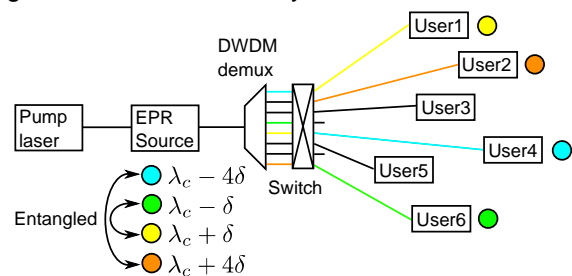 User1
User2
DWDM
demux
User3
Pump
laser
EPR
Source
User4
User5
Switch
λc − 4δ
λc − δ
Entangled
λc + δ
λc + 4δ
User6